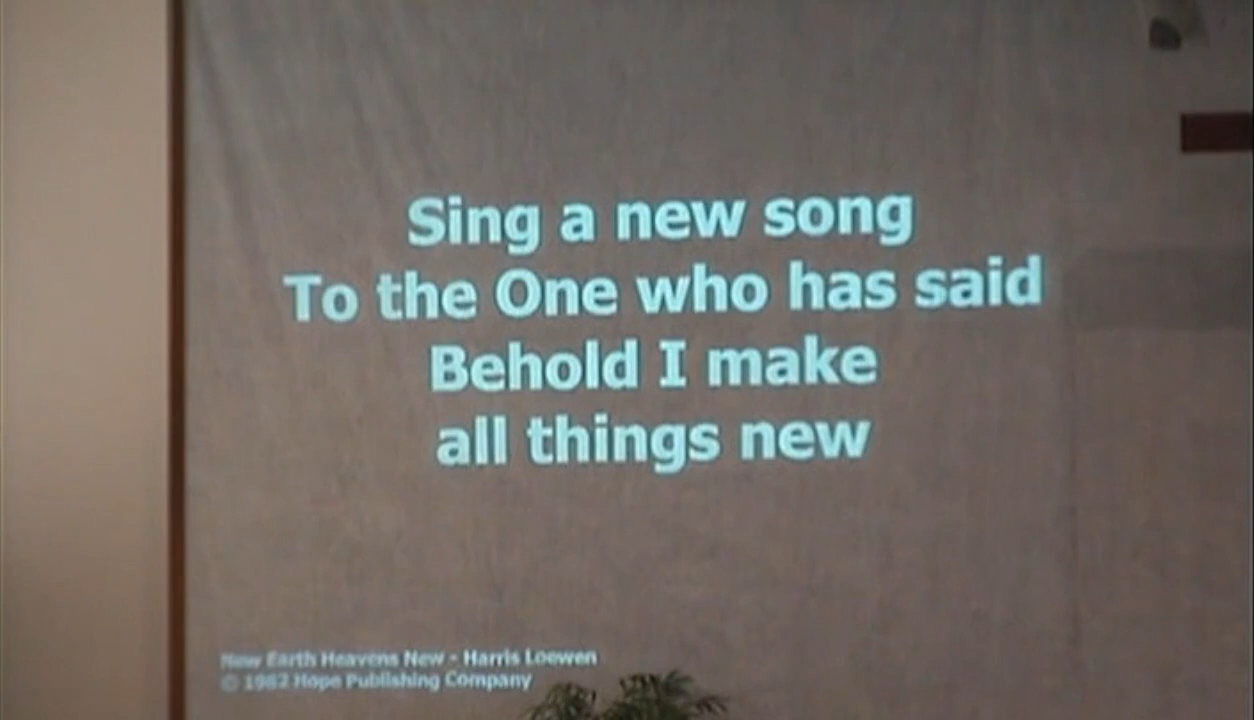 Sing a new song
To the One who has said
Behold I make
all things new
New Earth Heavens New - Harris Loewen
© 1982 Hope Publishing Company